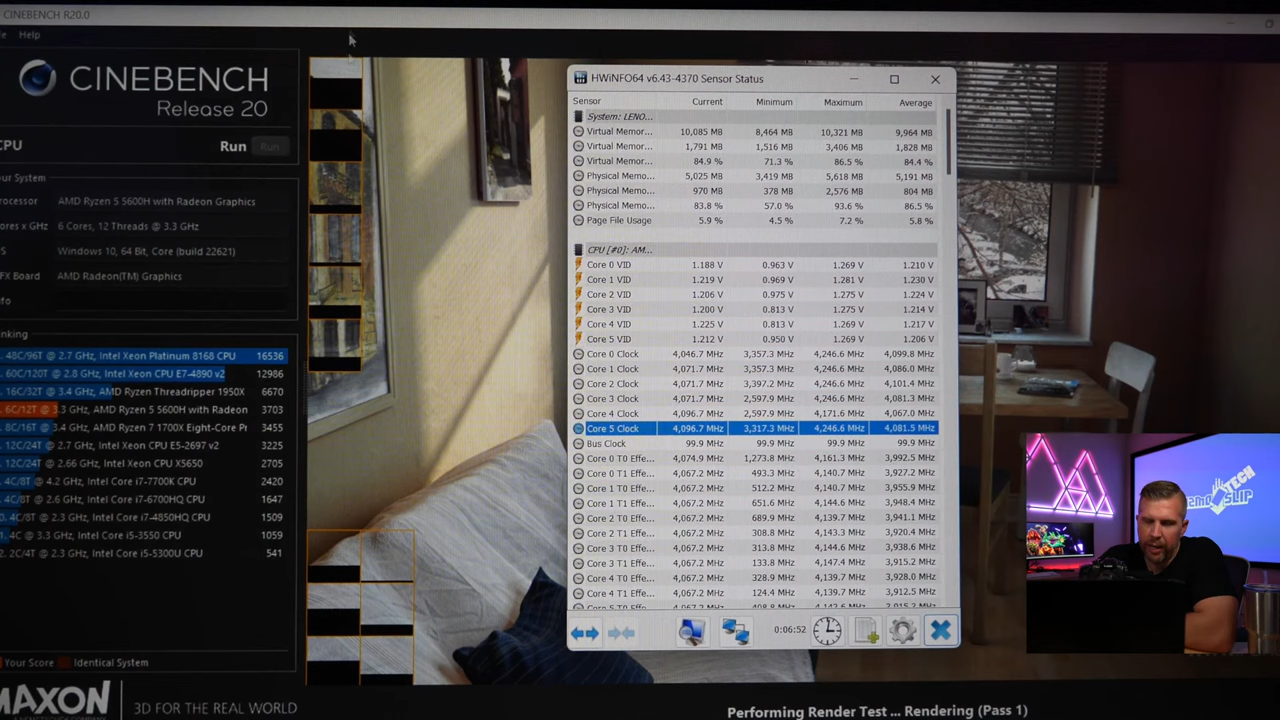 CINEBENCH R20.0
Help
CINEBENCH
Release 20
CPU
Run
Run
our System
rocessor AMD Ryzen 5 5600H with Radeon Graphics
ores x GHz 6 Cores, 12 Threads @ 3.3 GHz
S Windows 10, 64 Bit, Core (build 22621)
FX Board AMD Radeon(TM) Graphics
nfo
nking
. 48C/96T @ 2.7 GHz, Intel Xeon Platinum 8168 CPU 16536
. 60C/120T @ 2.8 GHz, Intel Xeon CPU E7-4890 v2 12986
. 16C/32T @ 3.4 GHz, AMD Ryzen Threadripper 1950X 6670
. 6C/12T @ 3.3 GHz, AMD Ryzen 5 5600H with Radeon 3703
. 8C/16T @ 3.4 GHz, AMD Ryzen 7 1700X Eight-Core Pr 3455
. 12C/24T @ 2.7 GHz, Intel Xeon CPU E5-2697 v2 3225
. 12C/24T @ 2.66 GHz, Intel Xeon CPU X5650 2705
. 4C/8T @ 4.2 GHz, Intel Core i7-7700K CPU 2420
. 4C/8T @ 2.6 GHz, Intel Core i7-6700HQ CPU 1647
0. 4C/8T @ 2.3 GHz, Intel Core i7-4850HQ CPU 1509
1. 4C @ 3.3 GHz, Intel Core i5-3550 CPU 1059
2. 2C/4T @ 2.3 GHz, Intel Core i5-5300U CPU 541
Your Score Identical System
MAXON
3D FOR THE REAL WORLD
Performing Render Test ... Rendering (Pass 1)
HWiNFO64 v6.43-4370 Sensor Status
Sensor Current Minimum Maximum Average
System: LENO...
Virtual Memor... 10,085 MB 8,464 MB 10,321 MB 9,964 MB
Virtual Memor... 1,791 MB 1,516 MB 3,406 MB 1,828 MB
Virtual Memor... 84.9 % 71.3 % 86.5 % 84.4 %
Physical Memo... 5,025 MB 3,419 MB 5,618 MB 5,191 MB
Physical Memo... 970 MB 378 MB 2,576 MB 804 MB
Physical Memo... 83.8 % 57.0 % 93.6 % 86.5 %
Page File Usage 5.9 % 4.5 % 7.2 % 5.8 %
CPU [#0]: AM...
Core 0 VID 1.188 V 0.963 V 1.269 V 1.210 V
Core 1 VID 1.219 V 0.969 V 1.281 V 1.230 V
Core 2 VID 1.206 V 0.975 V 1.275 V 1.224 V
Core 3 VID 1.200 V 0.813 V 1.275 V 1.214 V
Core 4 VID 1.225 V 0.813 V 1.269 V 1.217 V
Core 5 VID 1.212 V 0.950 V 1.269 V 1.206 V
Core 0 Clock 4,046.7 MHz 3,357.3 MHz 4,246.6 MHz 4,099.8 MHz
Core 1 Clock 4,071.7 MHz 3,357.3 MHz 4,246.6 MHz 4,086.0 MHz
Core 2 Clock 4,071.7 MHz 3,397.2 MHz 4,246.6 MHz 4,101.4 MHz
Core 3 Clock 4,071.7 MHz 2,597.9 MHz 4,246.6 MHz 4,081.3 MHz
Core 4 Clock 4,096.7 MHz 2,597.9 MHz 4,171.6 MHz 4,067.0 MHz
Core 5 Clock 4,096.7 MHz 3,317.3 MHz 4,246.6 MHz 4,081.5 MHz
Bus Clock 99.9 MHz 99.9 MHz 99.9 MHz 99.9 MHz
Core 0 T0 Effe... 4,074.9 MHz 1,273.8 MHz 4,161.3 MHz 3,992.5 MHz
Core 0 T1 Effe... 4,067.2 MHz 493.3 MHz 4,140.7 MHz 3,927.2 MHz
Core 1 T0 Effe... 4,067.2 MHz 512.2 MHz 4,140.7 MHz 3,955.9 MHz
Core 1 T1 Effe... 4,067.2 MHz 651.6 MHz 4,144.6 MHz 3,948.4 MHz
Core 2 T0 Effe... 4,067.2 MHz 689.9 MHz 4,139.7 MHz 3,941.1 MHz
Core 2 T1 Effe... 4,067.2 MHz 308.8 MHz 4,143.4 MHz 3,920.4 MHz
Core 3 T0 Effe... 4,067.2 MHz 313.8 MHz 4,144.6 MHz 3,938.6 MHz
Core 3 T1 Effe... 4,067.2 MHz 133.8 MHz 4,147.4 MHz 3,915.2 MHz
Core 4 T0 Effe... 4,067.2 MHz 328.9 MHz 4,139.7 MHz 3,928.0 MHz
Core 4 T1 Effe... 4,067.2 MHz 124.4 MHz 4,139.7 MHz 3,912.5 MHz
0:06:52
TECH
SLIP